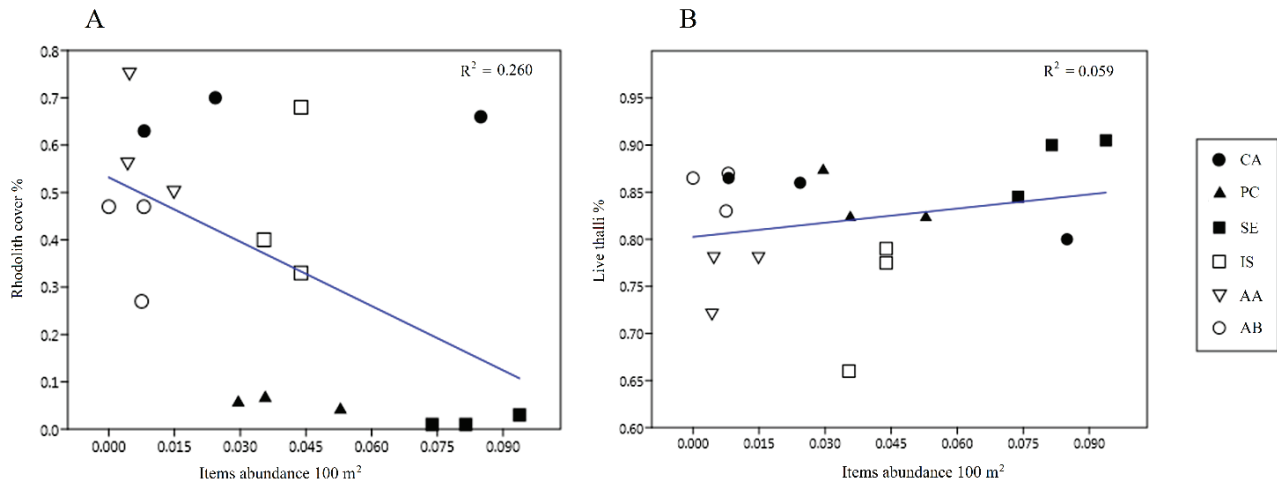 A
R² = 0.260
Rhodolith cover %
0.8
0.7
0.6
0.5
0.4
0.3
0.2
0.1
0.0
0.000 0.015 0.030 0.045 0.060 0.075 0.090
Items abundance 100 m²
B
R² = 0.059
Live thalli %
0.95
0.90
0.85
0.80
0.75
0.70
0.65
0.60
0.000 0.015 0.030 0.045 0.060 0.075 0.090
Items abundance 100 m²
CA
PC
SE
IS
AA
AB